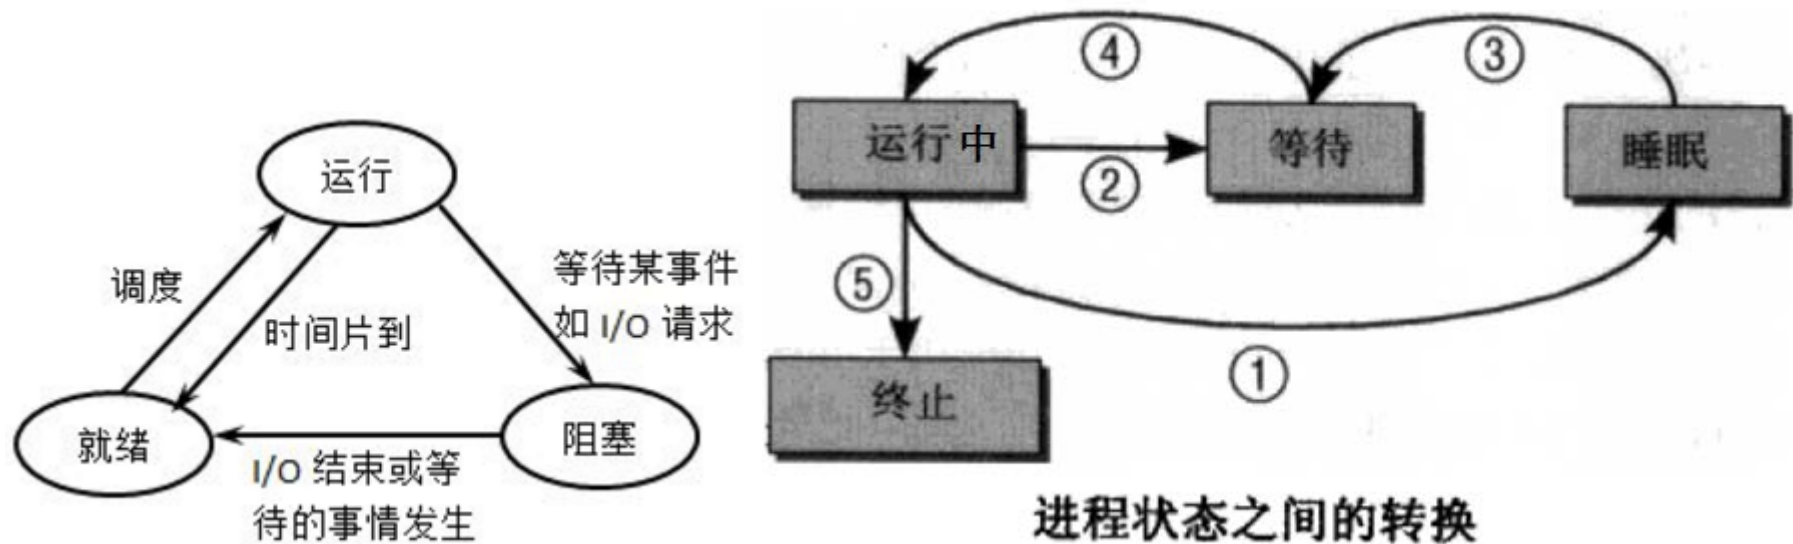 运行
调度
时间片到
等待某事件
如 I/O 请求
就绪
阻塞
I/O 结束或等
待的事情发生
④
③
运行中
等待
睡眠
②
⑤
①
终止
进程状态之间的转换